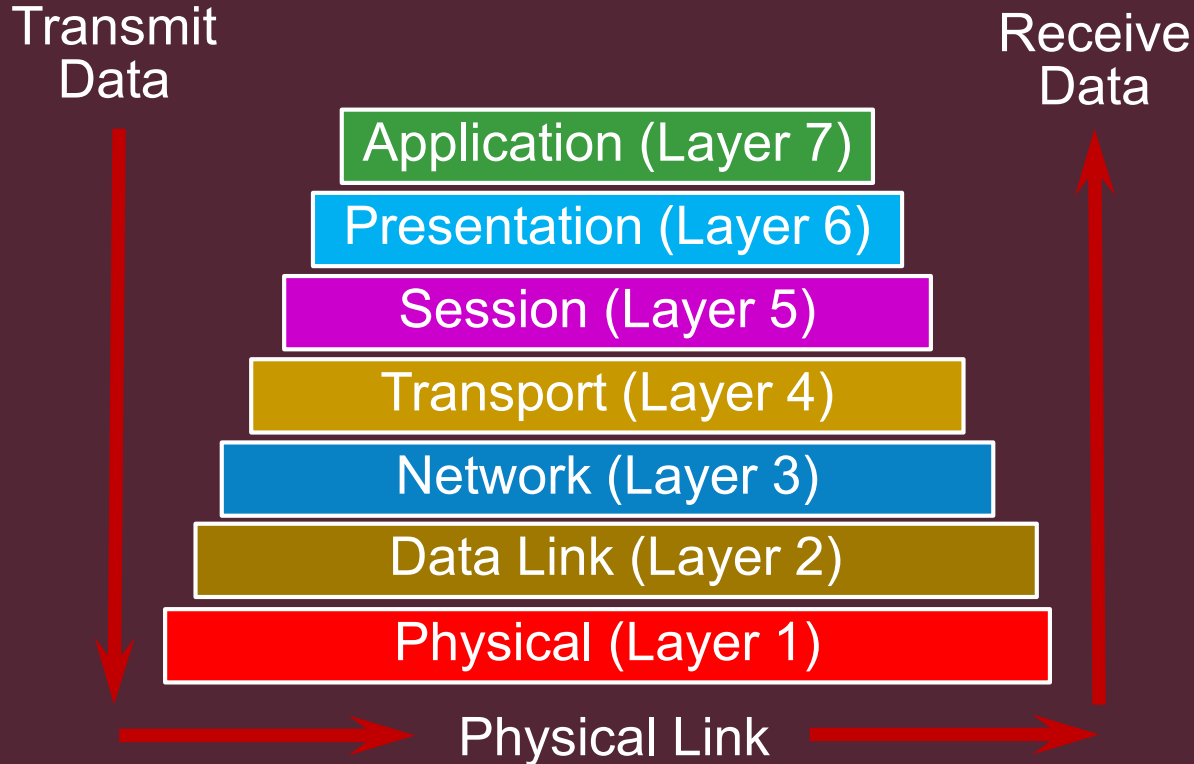 Transmit
Data
Receive
Data
Application (Layer 7)
Presentation (Layer 6)
Session (Layer 5)
Transport (Layer 4)
Network (Layer 3)
Data Link (Layer 2)
Physical (Layer 1)
Physical Link